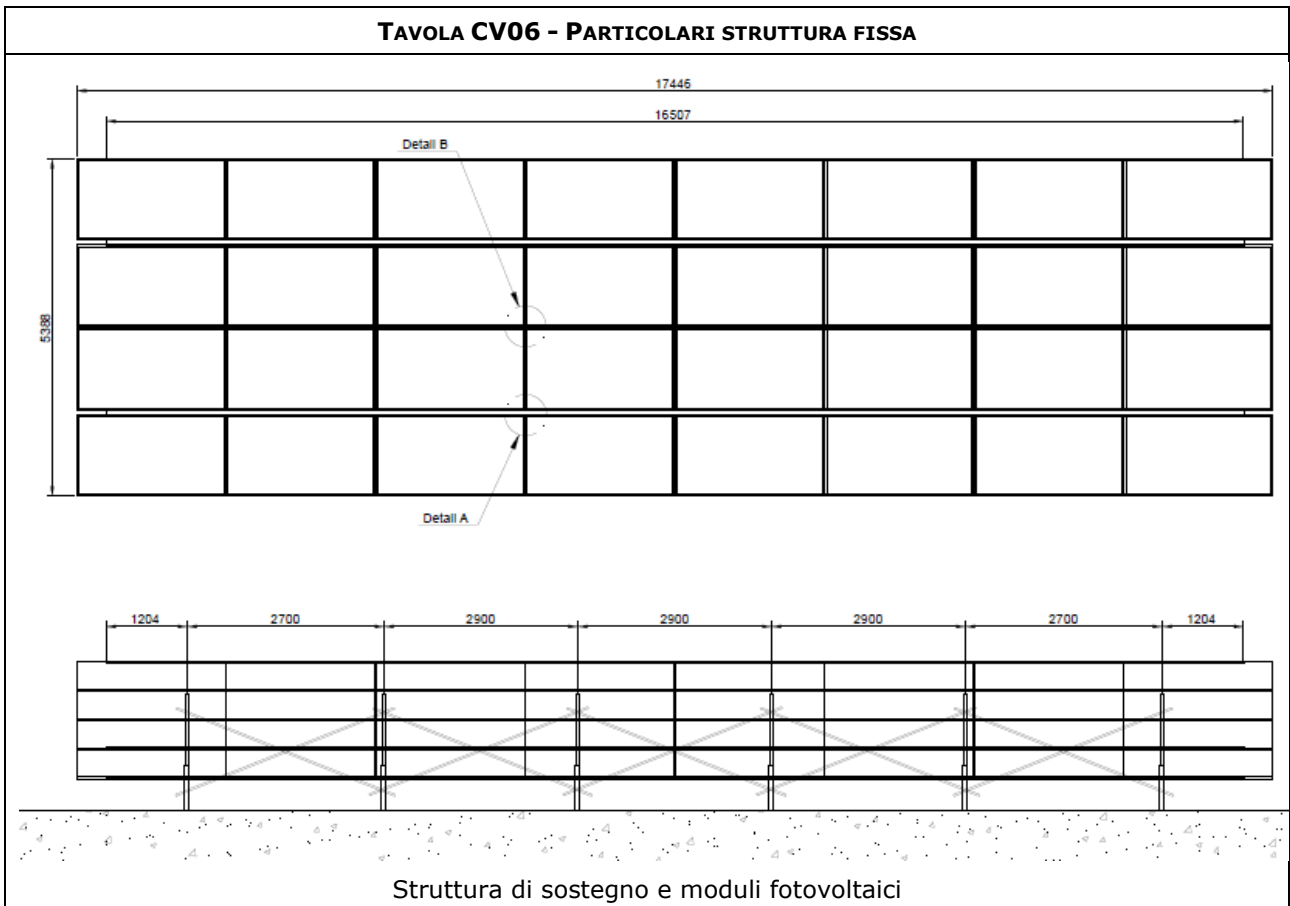 TAVOLA CV06 - PARTICOLARI STRUTTURA FISSA
17446
16507
Detail B
5388
Detail A
1204 2700 2900 2900 2900 2700 1204
Struttura di sostegno e moduli fotovoltaici